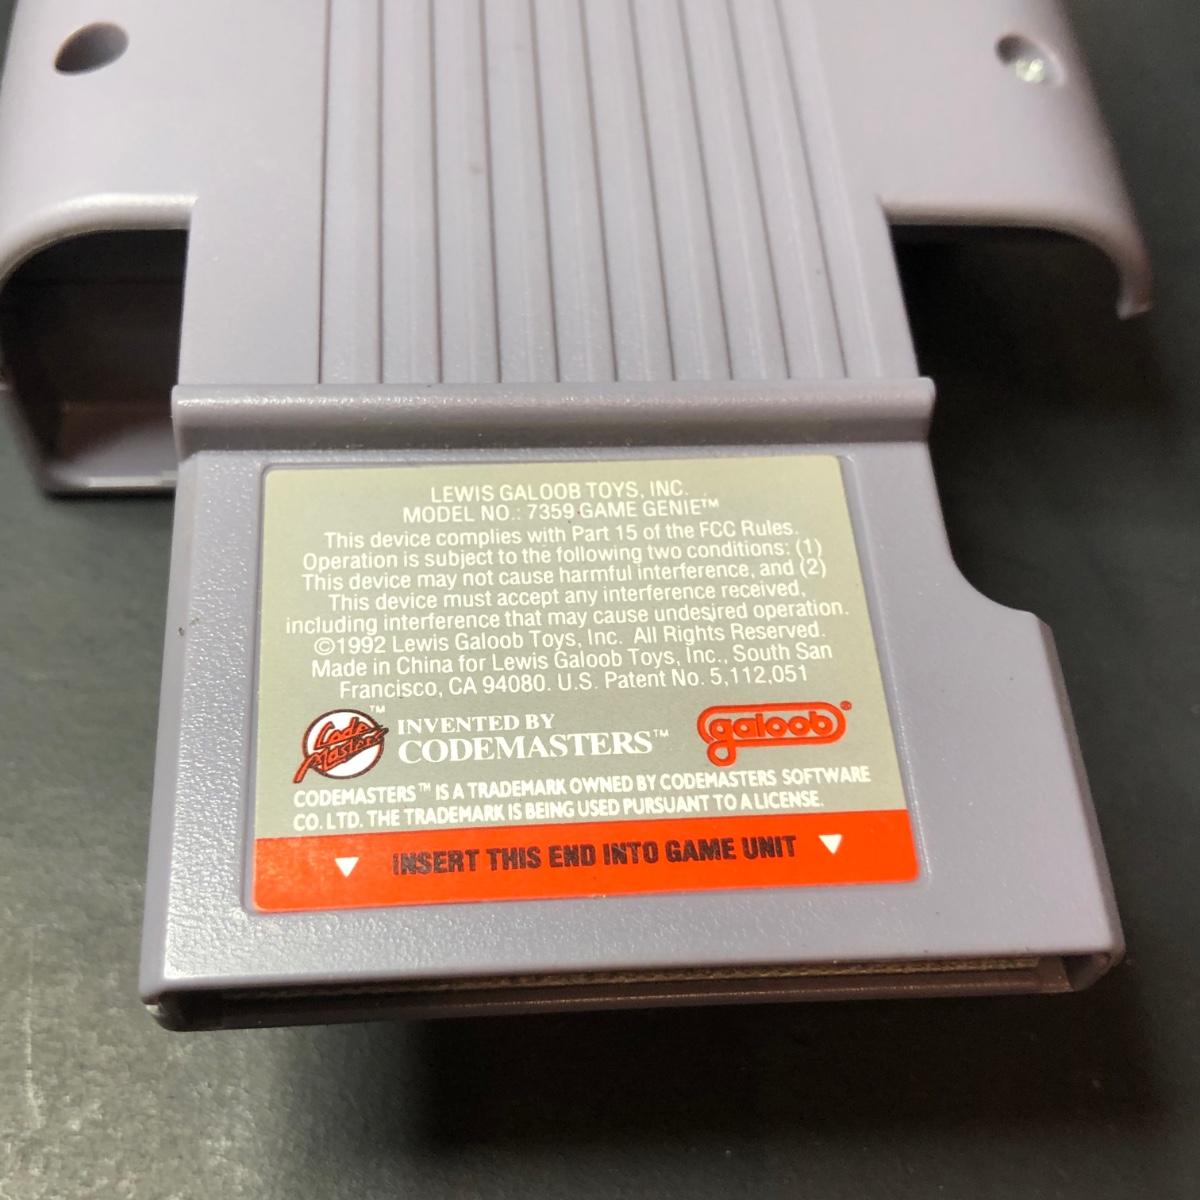 LEWIS GALOOB TOYS, INC.
MODEL NO.: 7359 GAME GENIE™
This device complies with Part 15 of the FCC Rules.
Operation is subject to the following two conditions: (1)
This device may not cause harmful interference, and (2)
This device must accept any interference received,
including interference that may cause undesired operation.
©1992 Lewis Galoob Toys, Inc. All Rights Reserved.
Made in China for Lewis Galoob Toys, Inc., South San
Francisco, CA 94080. U.S. Patent No. 5,112,051
Code Masters™
INVENTED BY
CODEMASTERS™
galoob®
CODEMASTERS™ IS A TRADEMARK OWNED BY CODEMASTERS SOFTWARE
CO. LTD. THE TRADEMARK IS BEING USED PURSUANT TO A LICENSE.
INSERT THIS END INTO GAME UNIT